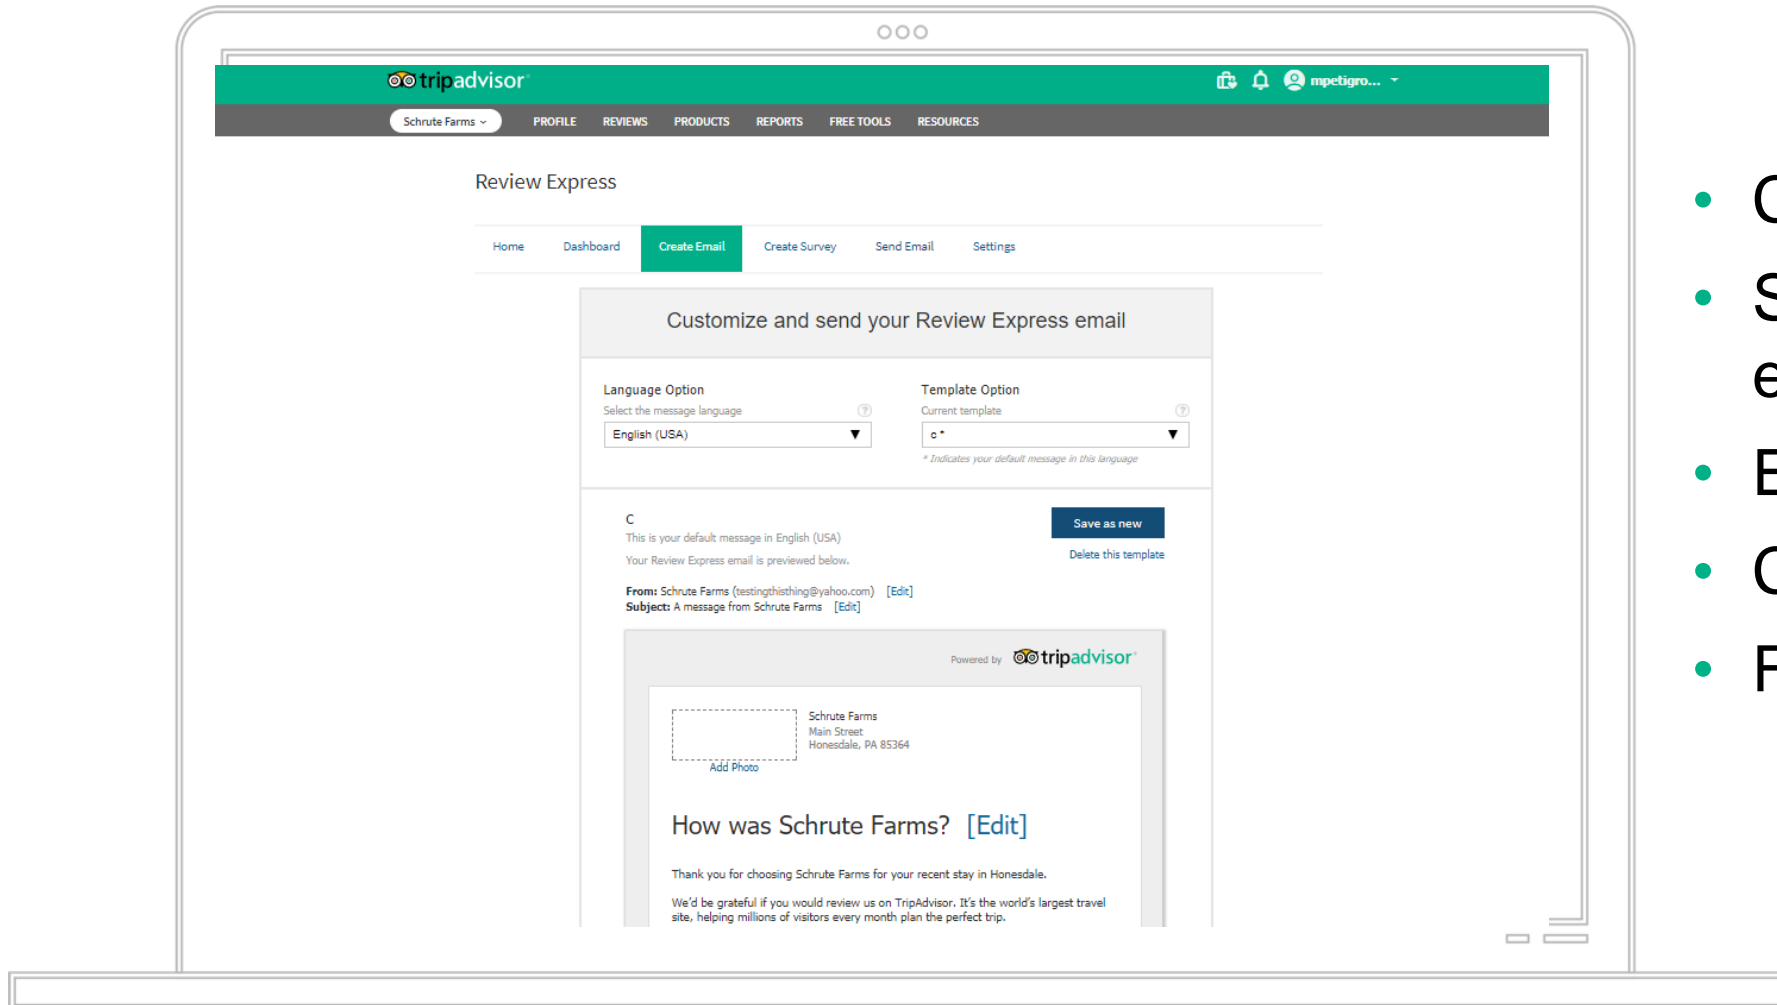 tripadvisor
mpetigro...
Schrute Farms PROFILE REVIEWS PRODUCTS REPORTS FREE TOOLS RESOURCES
Review Express
Home Dashboard Create Email Create Survey Send Email Settings
Customize and send your Review Express email
Language Option
Select the message language
?
English (USA)
Template Option
Current template
?
c *
* Indicates your default message in this language
C
This is your default message in English (USA)
Your Review Express email is previewed below.
Save as new
Delete this template
From: Schrute Farms (testingthisthing@yahoo.com) [Edit]
Subject: A message from Schrute Farms [Edit]
Powered by tripadvisor
Schrute Farms
Main Street
Honesdale, PA 85364
Add Photo
How was Schrute Farms? [Edit]
Thank you for choosing Schrute Farms for your recent stay in Honesdale.
We'd be grateful if you would review us on TripAdvisor. It's the world's largest travel
site, helping millions of visitors every month plan the perfect trip.